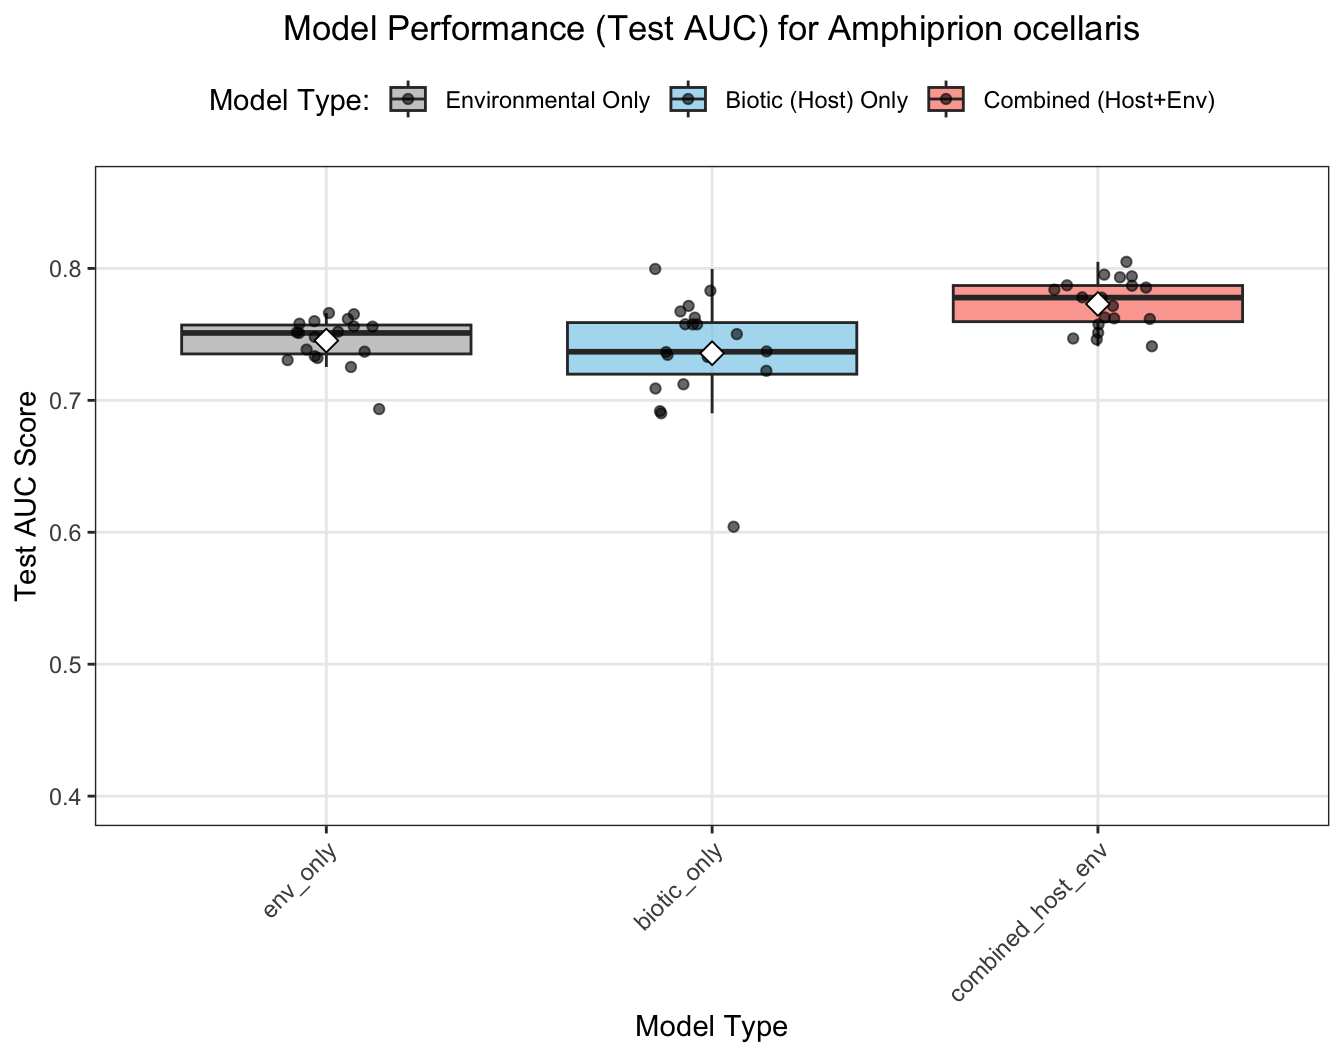 Model Performance (Test AUC) for Amphiprion ocellaris
Model Type: Environmental Only Biotic (Host) Only Combined (Host+Env)
Test AUC Score
0.8
0.7
0.6
0.5
0.4
env_only
biotic_only
combined_host_env
Model Type